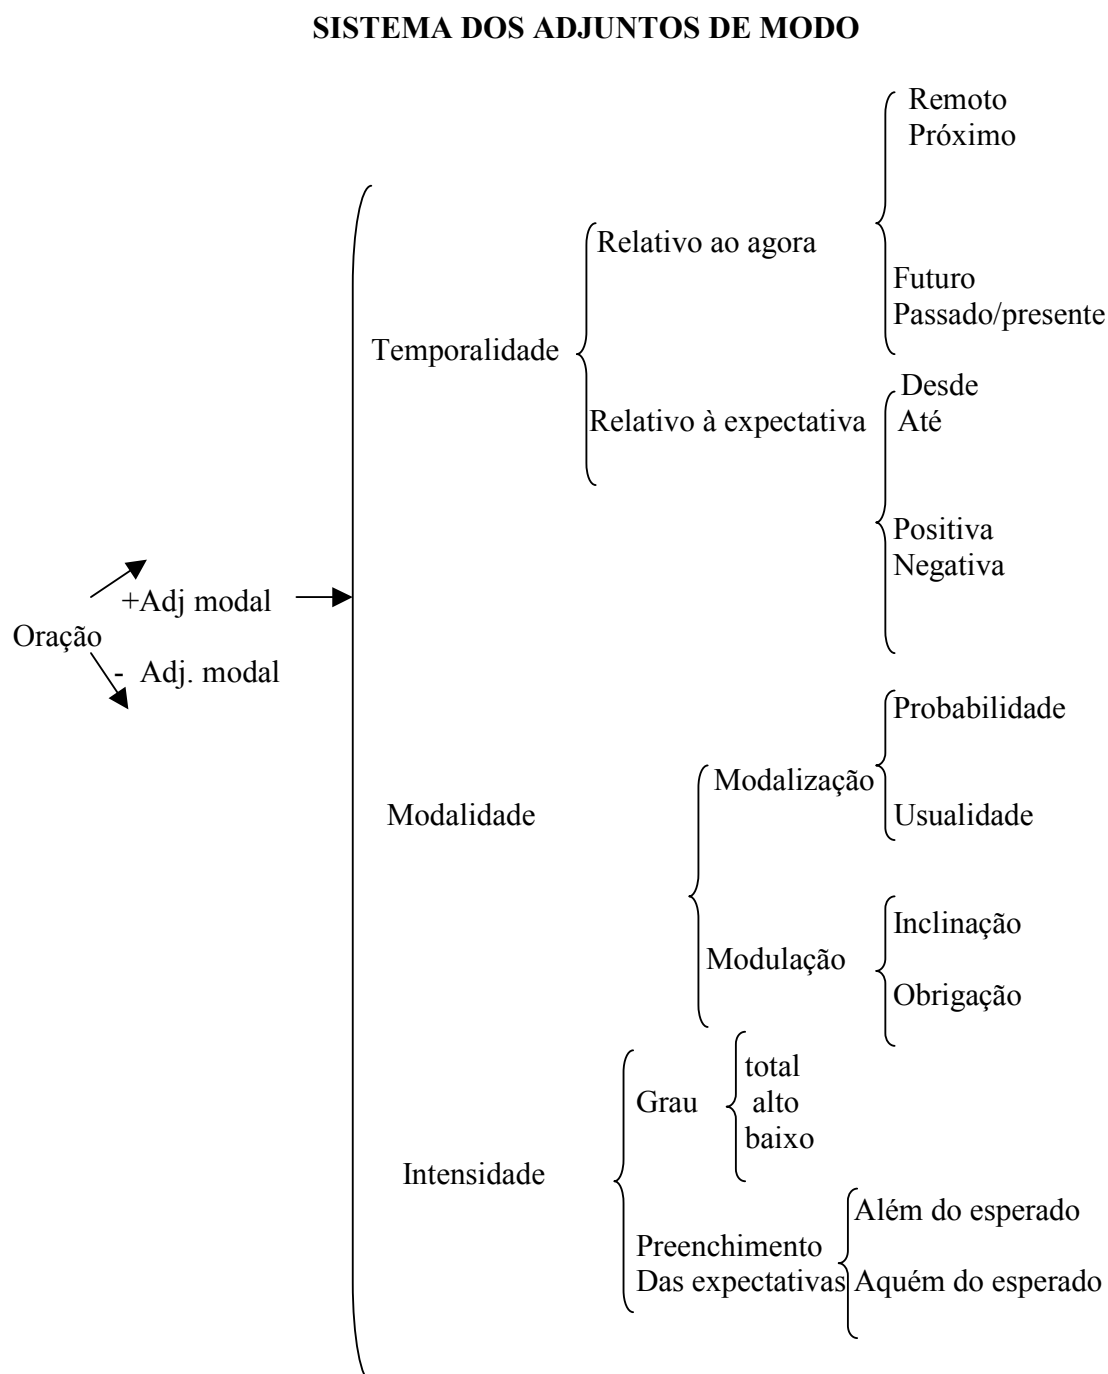 SISTEMA DOS ADJUNTOS DE MODO
Remoto
Próximo
Relativo ao agora
Futuro
Passado/presente
Temporalidade
Desde
Relativo à expectativa
Até
Positiva
Negativa
+Adj modal
Oração
- Adj. modal
Probabilidade
Modalização
Modalidade
Usualidade
Inclinação
Modulação
Obrigação
total
Grau
alto
baixo
Intensidade
Além do esperado
Preenchimento
Das expectativas
Aquém do esperado